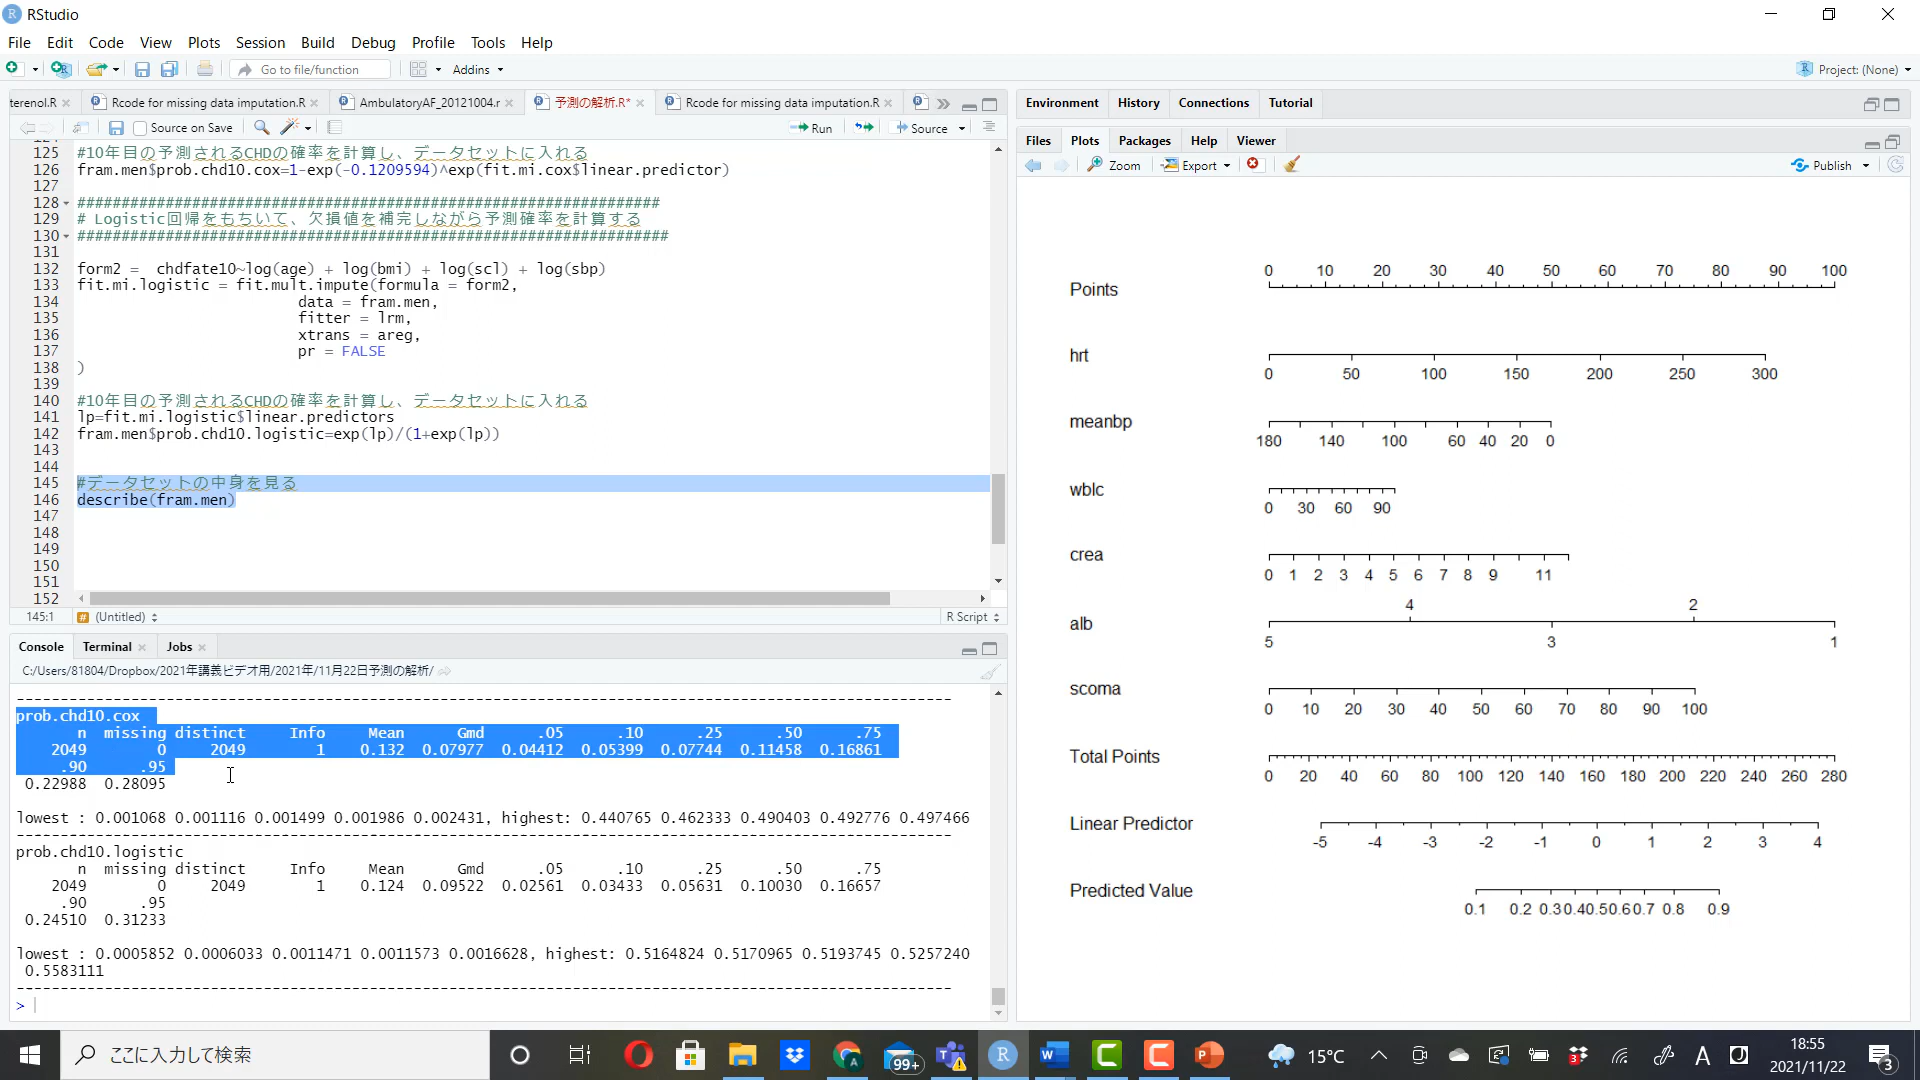 RStudio
File Edit Code View Plots Session Build Debug Profile Tools Help
Go to file/function
Addins
Project: (None)
terenol.R Rcode for missing data imputation.R AmbulatoryAF_20121004.r 予測の解析.R* Rcode for missing data imputation.R
Source on Save
Run
Source
125 #10年目の予測されるCHDの確率を計算し、データセットに入れる
126 fram.men$prob.chd10.cox=1-exp(-0.1209594)^exp(fit.mi.cox$linear.predictor)
127
128 ##################################################################
129 # Logistic回帰をもちいて、欠損値を補完しながら予測確率を計算する
130 ###################################################################
131
132 form2 =  chdfate10~log(age) + log(bmi) + log(scl) + log(sbp)
133 fit.mi.logistic = fit.mult.impute(formula = form2,
134 data = fram.men,
135 fitter = lrm,
136 xtrans = areg,
137 pr = FALSE
138 )
139
140 #10年目の予測されるCHDの確率を計算し、データセットに入れる
141 lp=fit.mi.logistic$linear.predictors
142 fram.men$prob.chd10.logistic=exp(lp)/(1+exp(lp))
143
144
145 #データセットの中身を見る
146 describe(fram.men)
147
148
149
150
151
152
145:1 (Untitled) R Script
Console Terminal Jobs
C:/Users/81804/Dropbox/2021年講義ビデオ用/2021年/11月22日予測の解析/
prob.chd10.cox
n missing distinct Info Mean Gmd .05 .10 .25 .50 .75
2049 0 2049 1 0.132 0.07977 0.04412 0.05399 0.07744 0.11458 0.16861
.90 .95
0.22988 0.28095
lowest : 0.001068 0.001116 0.001499 0.001986 0.002431, highest: 0.440765 0.462333 0.490403 0.492776 0.497466
prob.chd10.logistic
n missing distinct Info Mean Gmd .05 .10 .25 .50 .75
2049 0 2049 1 0.124 0.09522 0.02561 0.03433 0.05631 0.10030 0.16657
.90 .95
0.24510 0.31233
lowest : 0.0005852 0.0006033 0.0011471 0.0011573 0.0016628, highest: 0.5164824 0.5170965 0.5193745 0.5257240
0.5583111
>
Environment History Connections Tutorial
Files Plots Packages Help Viewer
Zoom Export Publish
0 10 20 30 40 50 60 70 80 90 100
Points
hrt
0 50 100 150 200 250 300
meanbp
180 140 100 60 40 20 0
wblc
0 30 60 90
crea
0 1 2 3 4 5 6 7 8 9 11
4 2
alb
5 3 1
scoma
0 10 20 30 40 50 60 70 80 90 100
Total Points
0 20 40 60 80 100 120 140 160 180 200 220 240 260 280
Linear Predictor
-5 -4 -3 -2 -1 0 1 2 3 4
Predicted Value
0.1 0.2 0.3 0.4 0.5 0.6 0.7 0.8 0.9
ここに入力して検索
99+
15°C
3
A
18:55
2021/11/22
3